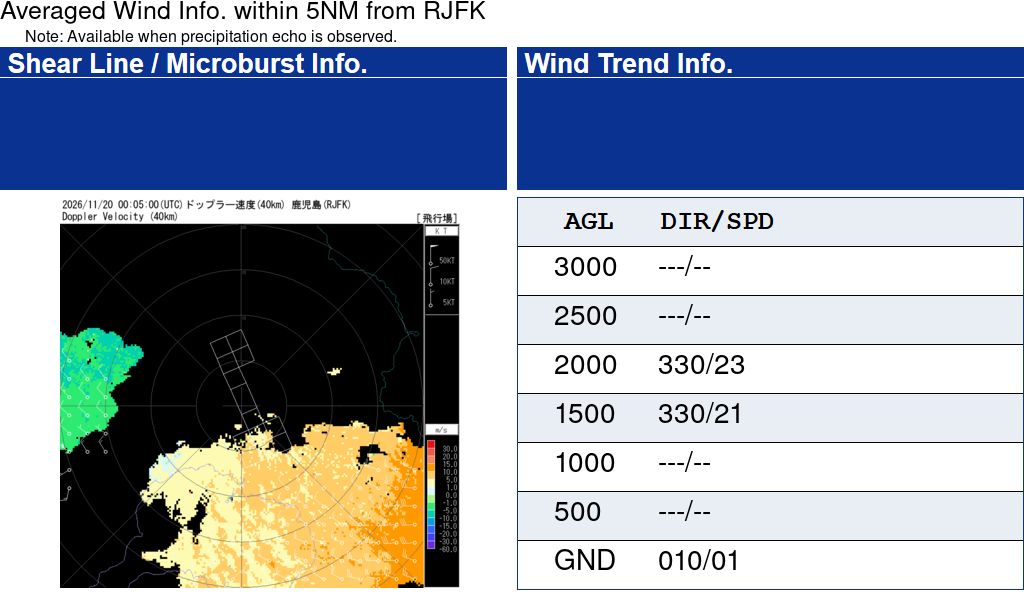 Averaged Wind Info. within 5NM from RJFK
Note: Available when precipitation echo is observed.
Shear Line / Microburst Info.
Wind Trend Info.
2026/11/20 00:05:00(UTC) ドップラー速度(40km) 鹿児島(RJFK)
Doppler Velocity (40km)
[飛行場]
KT
50KT
10KT
5KT
m/s
30.0
20.0
15.0
10.0
5.0
1.0
0.0
-1.0
-5.0
-10.0
-15.0
-20.0
-30.0
-60.0
AGL DIR/SPD
3000 ---/--
2500 ---/--
2000 330/23
1500 330/21
1000 ---/--
500 ---/--
GND 010/01